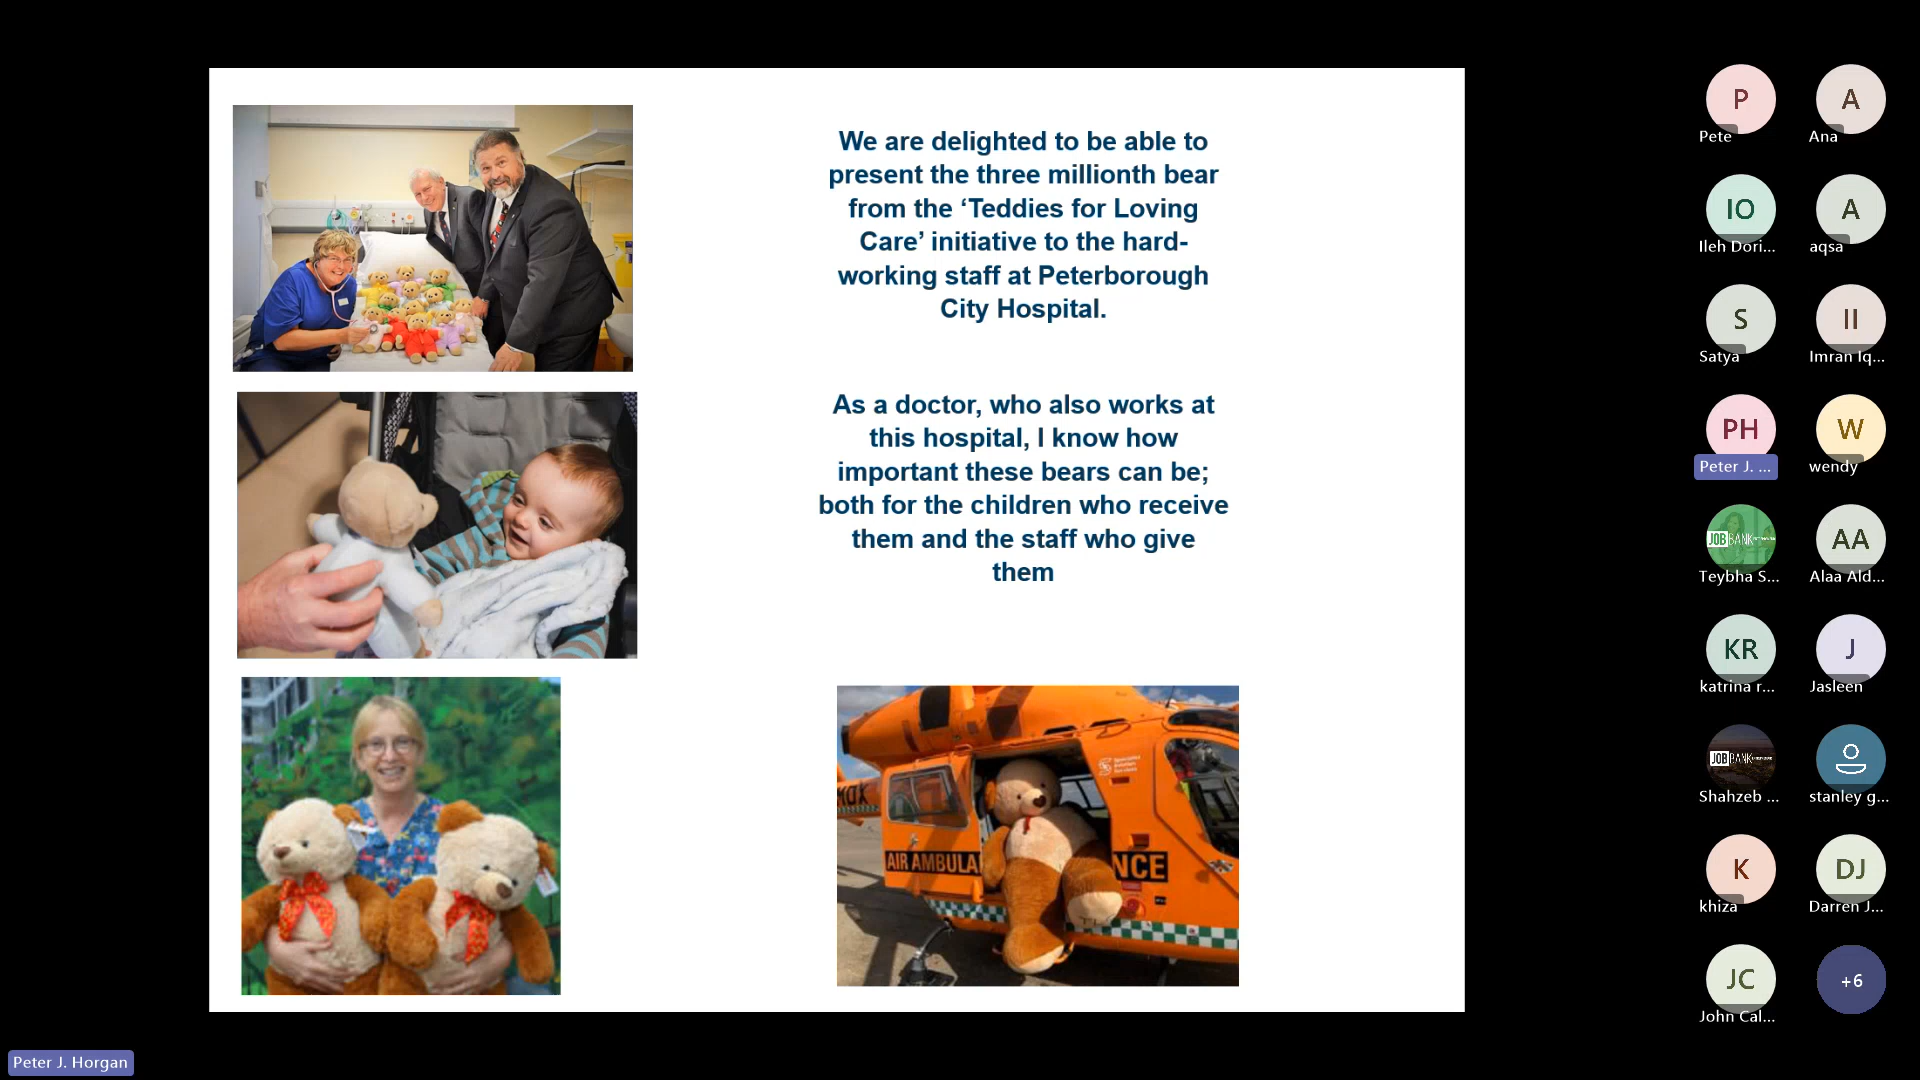 We are delighted to be able to
present the three millionth bear
from the ‘Teddies for Loving
Care’ initiative to the hard-
working staff at Peterborough
City Hospital.
As a doctor, who also works at
this hospital, I know how
important these bears can be;
both for the children who receive
them and the staff who give
them
AIR AMBULA
NCE
P
Pete
A
Ana
IO
Ileh Dori...
A
aqsa
S
Satya
II
Imran Iq...
PH
Peter J. ...
W
wendy
JOB BANK
Teybha S...
AA
Alaa Ald...
KR
katrina r...
J
Jasleen
JOB BANK
Shahzeb ...
stanley g...
K
khiza
DJ
Darren J...
JC
John Cal...
+6
Peter J. Horgan